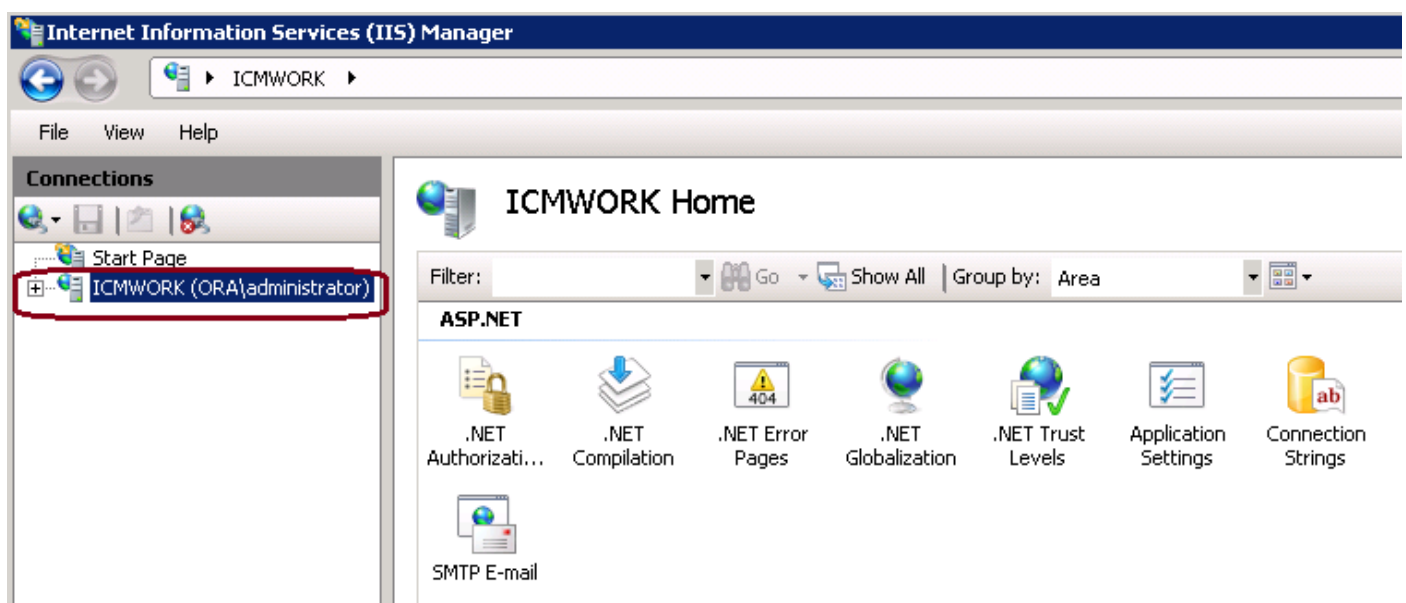 Internet Information Services (IIS) Manager
ICMWORK
File View Help
Connections
ICMWORK Home
Start Page
ICMWORK (ORA\administrator)
Filter: Go Show All Group by: Area
ASP.NET
404
ab
.NET Authorizati...
.NET Compilation
.NET Error Pages
.NET Globalization
.NET Trust Levels
Application Settings
Connection Strings
SMTP E-mail